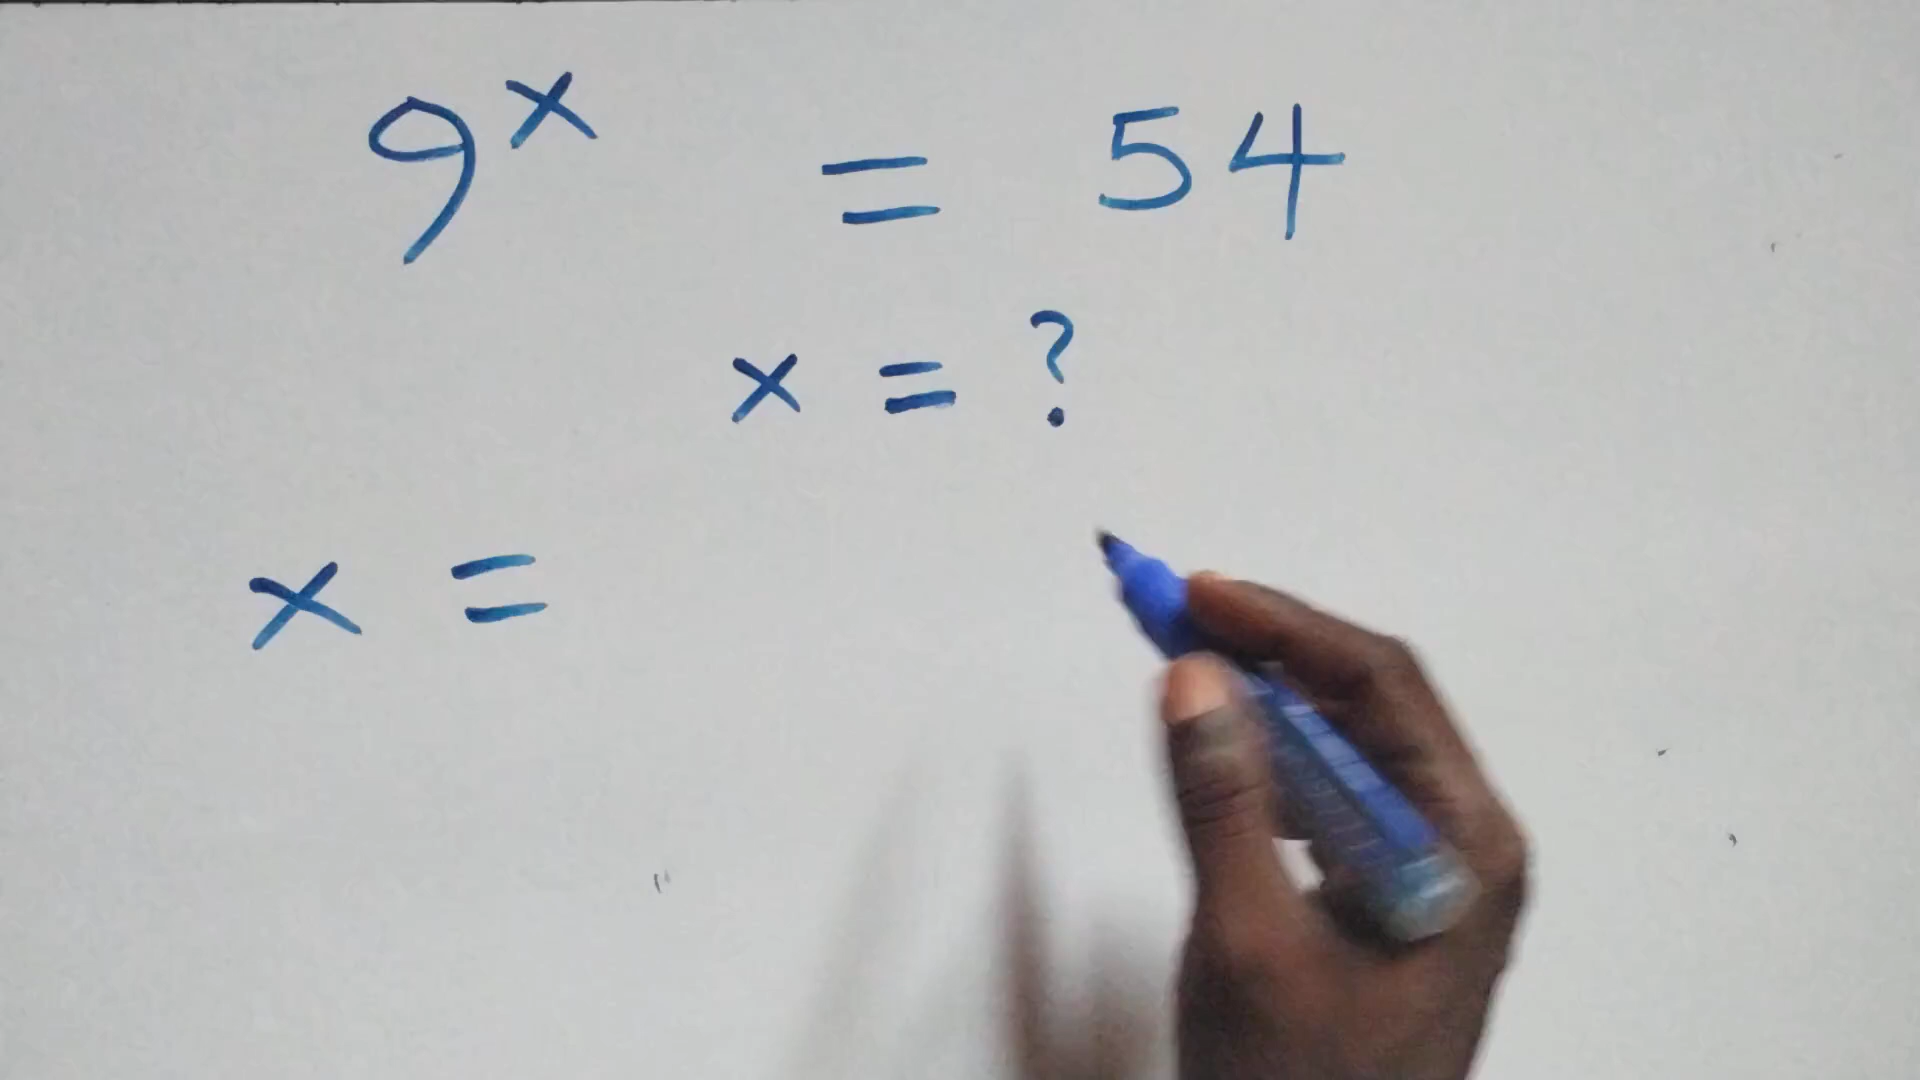 9^x = 54
x = ?
x =